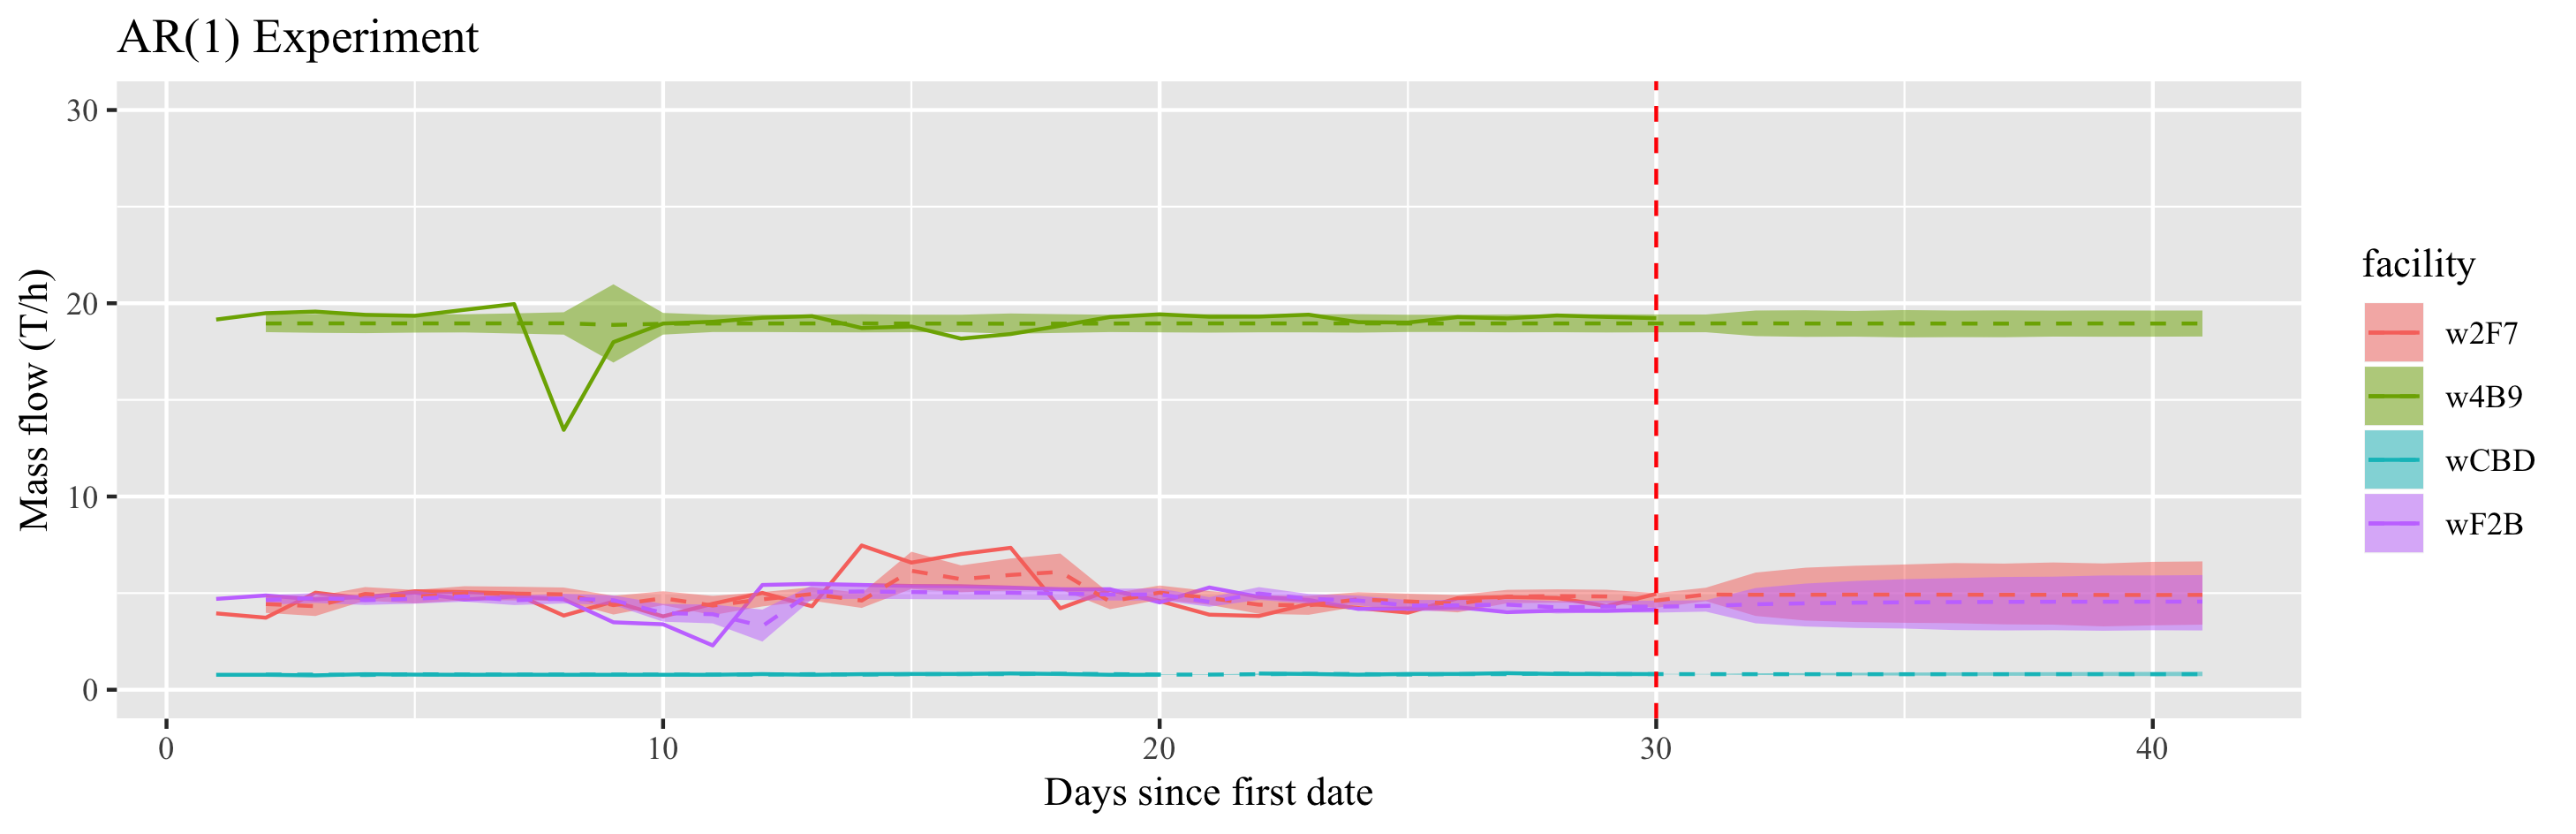 AR(1) Experiment
Mass flow (T/h)
30
20
10
0
0 10 20 30 40
Days since first date
facility
w2F7
w4B9
wCBD
wF2B